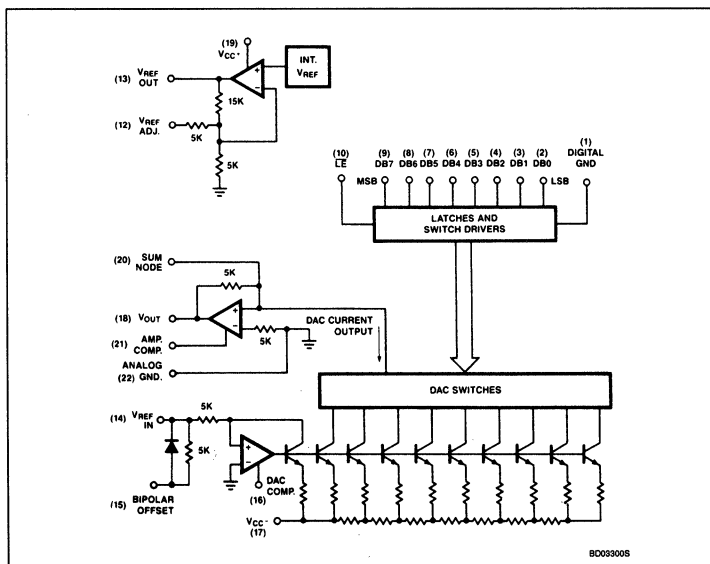 (19)
VCC+
INT.
VREF
(13) VREF
OUT
15K
(12) VREF
ADJ.
5K
5K
(10) (9) (8) (7) (6) (5) (4) (3) (2) (1)
LE DB7 DB6 DB5 DB4 DB3 DB2 DB1 DB0 DIGITAL
GND
MSB LSB
LATCHES AND
SWITCH DRIVERS
(20) SUM
NODE
5K
(18) VOUT
(21) AMP.
COMP.
5K
DAC CURRENT
OUTPUT
ANALOG
(22) GND.
DAC SWITCHES
(14) VREF
IN
5K
5K
DAC
COMP.
(16)
(15) BIPOLAR
OFFSET
VCC-
(17)
+
−
+
−
+
−
BD03300S